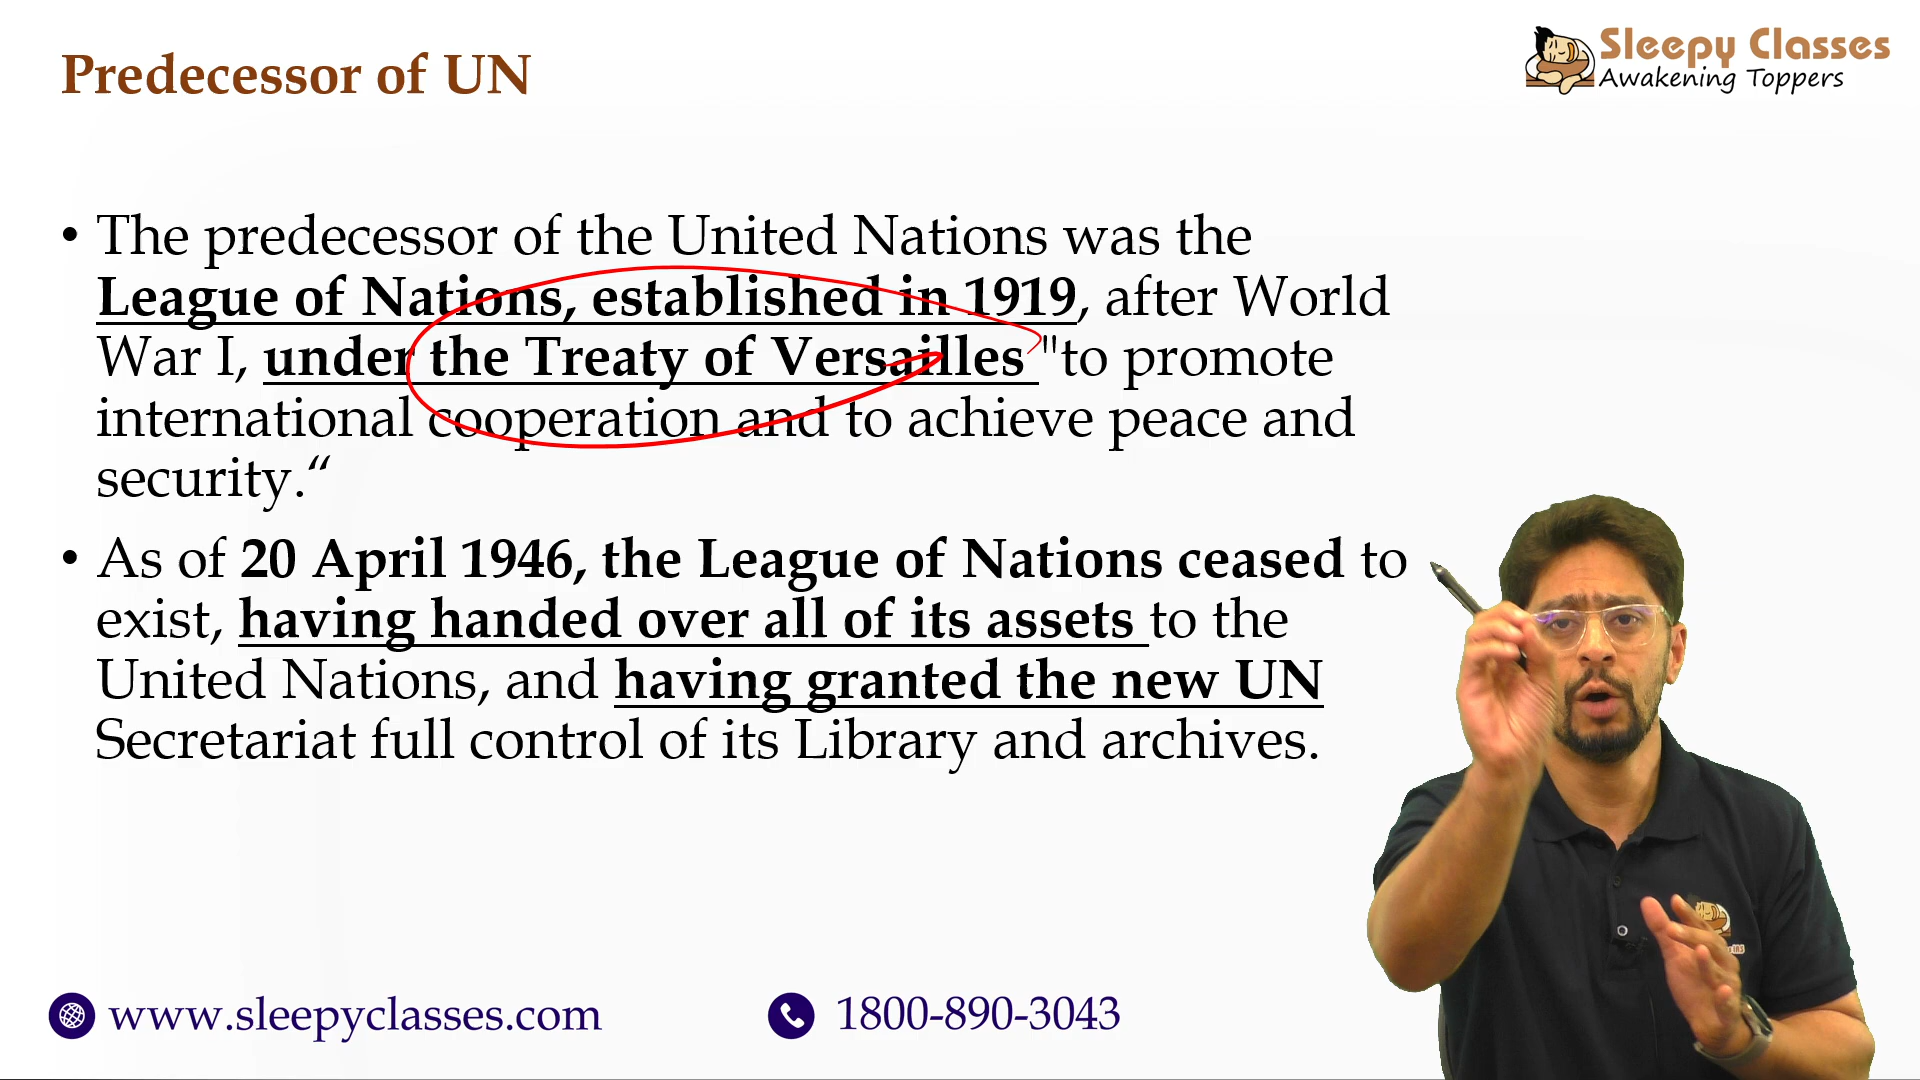 Predecessor of UN
Sleepy Classes
Awakening Toppers
• The predecessor of the United Nations was the
League of Nations, established in 1919, after World
War I, under the Treaty of Versailles "to promote
international cooperation and to achieve peace and
security.“
• As of 20 April 1946, the League of Nations ceased to
exist, having handed over all of its assets to the
United Nations, and having granted the new UN
Secretariat full control of its Library and archives.
www.sleepyclasses.com
1800-890-3043